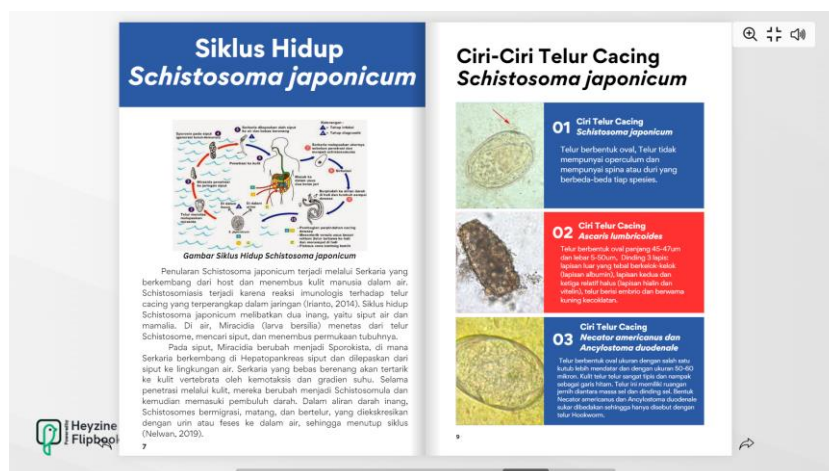 Siklus Hidup
Schistosoma japonicum
Gambar Siklus Hidup Schistosoma japonicum
Penularan Schistosoma japonicum terjadi melalui Serkaria yang
berkembang dari host dan menembus kulit manusia dalam air.
Schistosomiasis terjadi karena reaksi imunologis terhadap telur
cacing yang terperangkap dalam jaringan (Irianto, 2014). Siklus hidup
Schistosoma japonicum melibatkan dua inang, yaitu siput air dan
mamalia. Di air, Miracidia (larva bersilia) menetas dari telur
Schistosome, mencari siput, dan menembus permukaan tubuhnya.
Pada siput, Miracidia berubah menjadi Sporokista, di mana
Serkaria berkembang di Hepatopankreas siput dan dilepaskan dari
siput ke lingkungan air. Serkaria yang bebas berenang akan tertarik
ke kulit vertebrata oleh kemotaksis dan gradien suhu. Selama
penetrasi melalui kulit, mereka berubah menjadi Schistosomula dan
kemudian memasuki pembuluh darah. Dalam aliran darah inang,
Schistosomes bermigrasi, matang, dan bertelur, yang diekskresikan
dengan urin atau feses ke dalam air, sehingga menutup siklus
(Nelwan, 2019).
7
Ciri-Ciri Telur Cacing
Schistosoma japonicum
01 Ciri Telur Cacing
Schistosoma japonicum
Telur berbentuk oval, Telur tidak
mempunyai operculum dan
mempunyai spina atau duri yang
berbeda-beda tiap spesies.
02 Ciri Telur Cacing
Ascaris lumbricoides
Telur berbentuk oval panjang 45-47um
dan lebar 5-50um, Dinding 3 lapis:
lapisan luar yang tebal berkelok-kelok
(lapisan albumin), lapisan kedua dan
ketiga relatif halus (lapisan hialin dan
vitelin), telur berisi embrio dan berwarna
kuning kecoklatan.
03 Ciri Telur Cacing
Necator americanus dan
Ancylostoma duodenale
Telur berbentuk oval ukuran dengan salah satu
kutub lebih mendatar dan dengan ukuran 50-60
mikron. Kulit telur telur sangat tipis dan nampak
sebagai garis hitam. Telur ini memiliki ruangan
jernih diantara massa sel dan dinding sel. Bentuk
Necator americanus dan Ancylostoma duodenale
sukar dibedakan sehingga hanya disebut dengan
telur Hookworm.
9
Heyzine